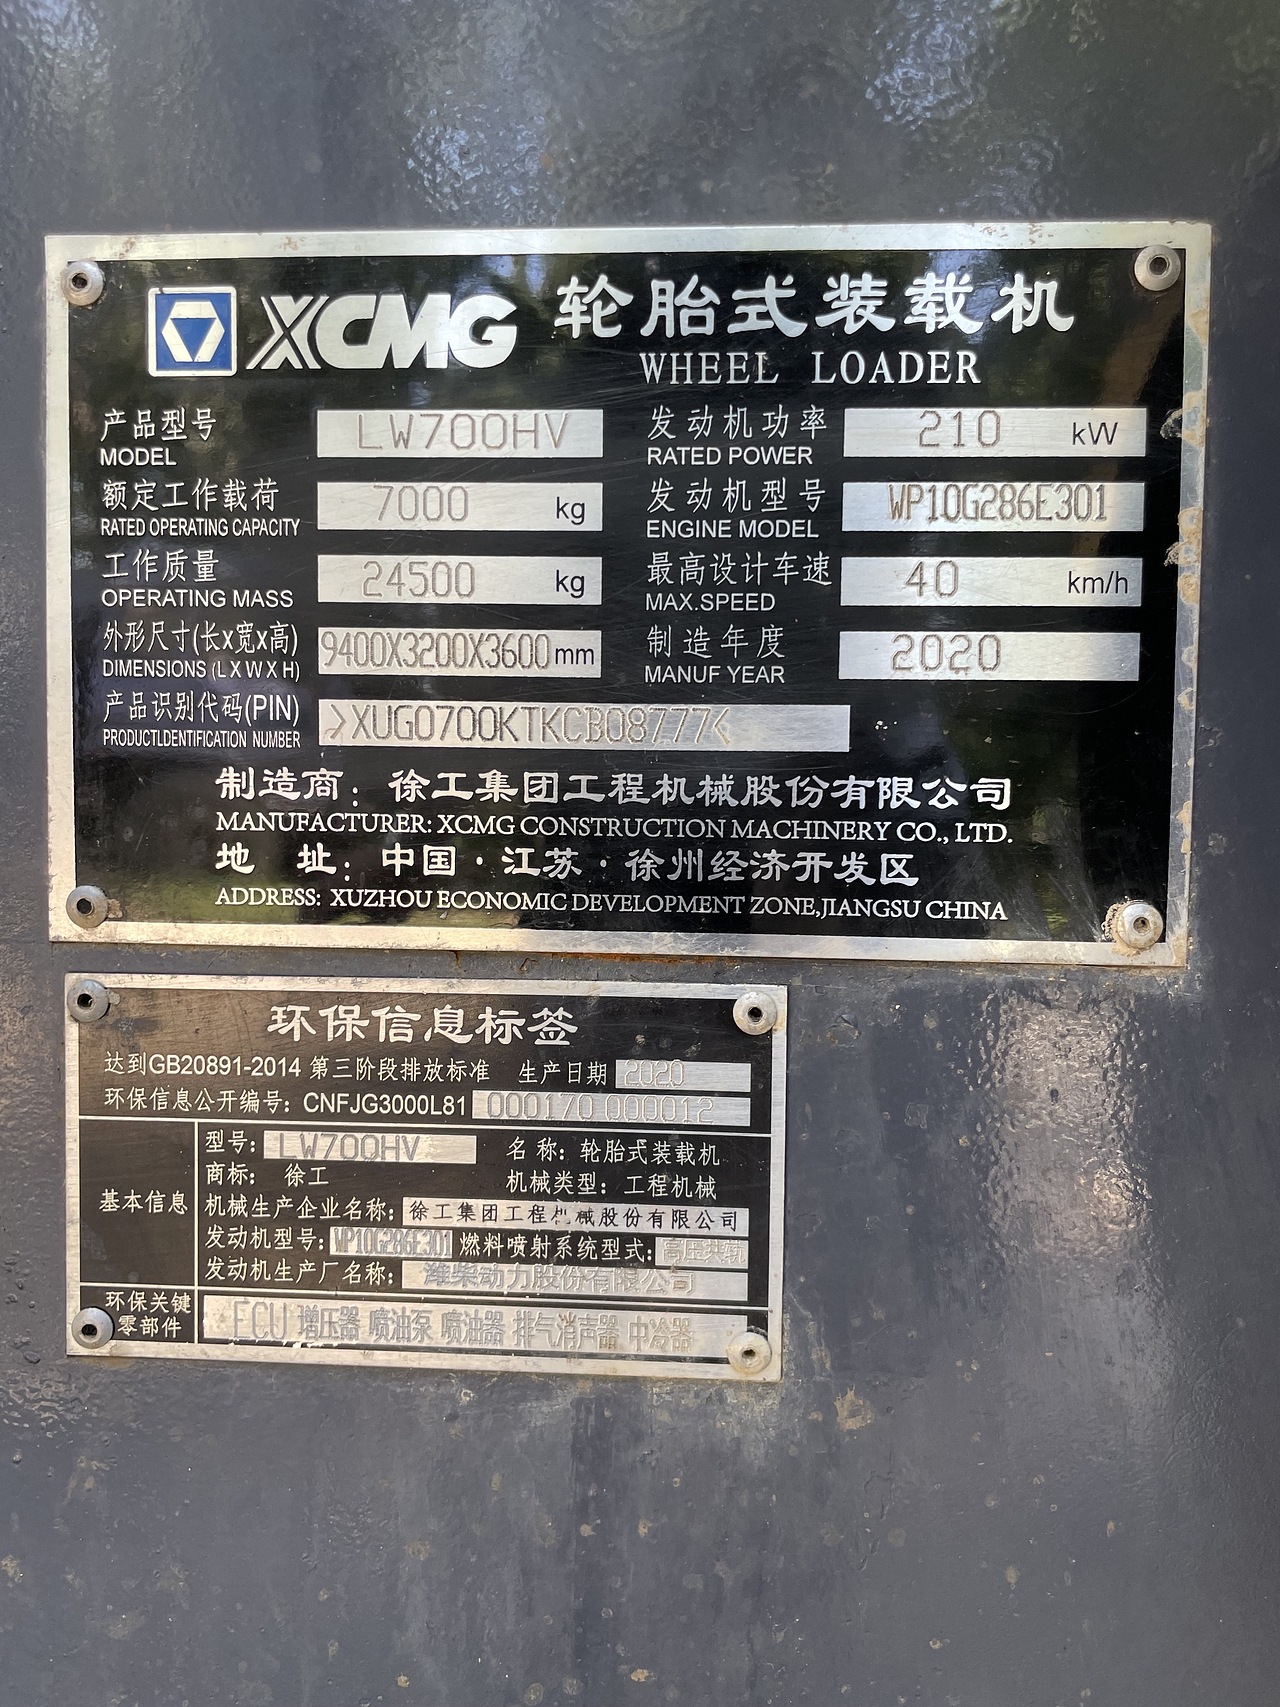 XCMG 轮胎式装载机
WHEEL LOADER
产品型号 LW700HV 发动机功率 210 kW
MODEL RATED POWER
额定工作载荷 7000 kg 发动机型号 WP10G286E301
RATED OPERATING CAPACITY ENGINE MODEL
工作质量 24500 kg 最高设计车速 40 km/h
OPERATING MASS MAX.SPEED
外形尺寸(长x宽x高) 9400X3200X3600 mm 制造年度 2020
DIMENSIONS (L X W X H) MANUF YEAR
产品识别代码(PIN) >XUG0700KTKCB08777<
PRODUCTLDENTIFICATION NUMBER
制造商：徐工集团工程机械股份有限公司
MANUFACTURER: XCMG CONSTRUCTION MACHINERY CO., LTD.
地 址：中国·江苏·徐州经济开发区
ADDRESS: XUZHOU ECONOMIC DEVELOPMENT ZONE,JIANGSU CHINA
环保信息标签
达到GB20891-2014 第三阶段排放标准 生产日期 2020
环保信息公开编号：CNFJG3000L81 000170 000012
基本信息
型号：LW700HV 名 称：轮胎式装载机
商标： 徐工 机械类型：工程机械
机械生产企业名称：徐工集团工程机械股份有限公司
发动机型号：WP10G286E301 燃料喷射系统型式：高压共轨
发动机生产厂名称：潍柴动力股份有限公司
环保关键零部件 ECU 增压器 喷油泵 喷油器 排气消声器 中冷器